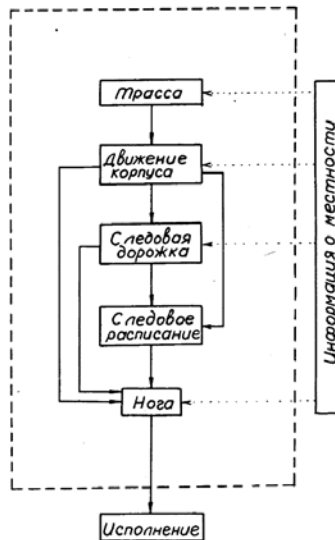 Трасса
Движение
корпуса
Следовая
дорожка
Следовое
расписание
Нога
Исполнение
Информация о местности